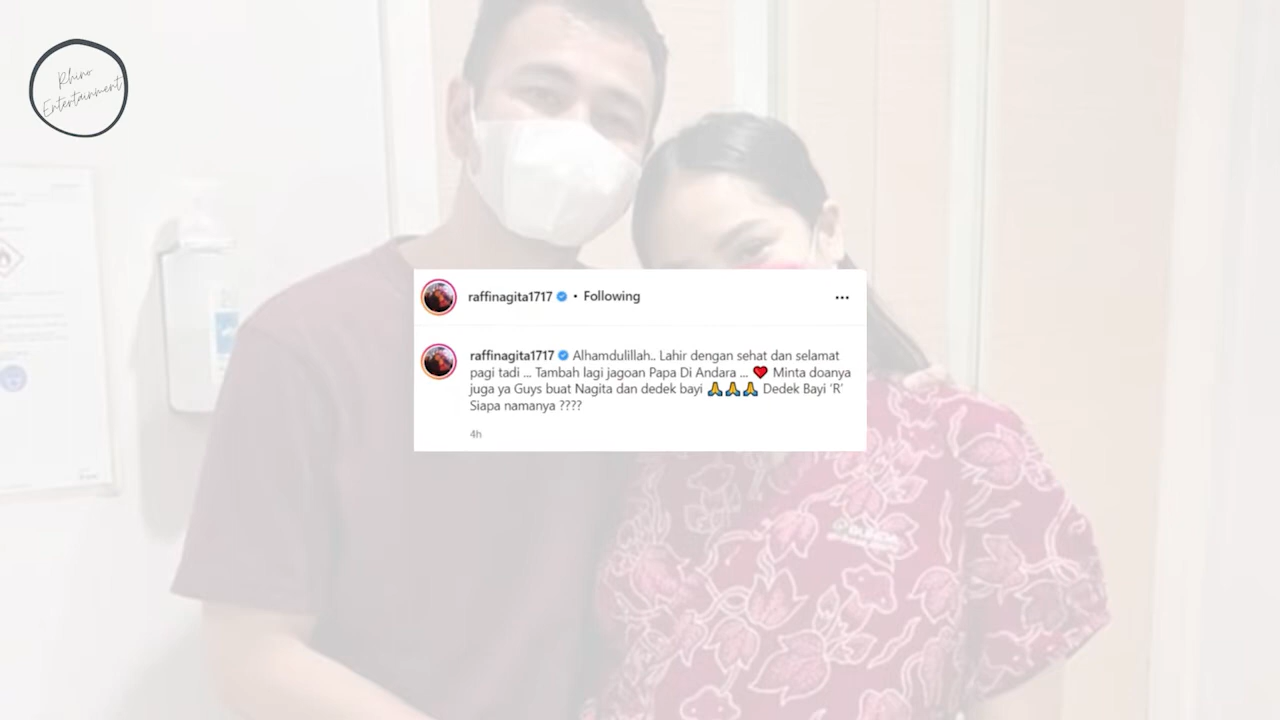 Rhino
Entertainment
raffinagita1717 • Following
raffinagita1717 Alhamdulillah.. Lahir dengan sehat dan selamat
pagi tadi ... Tambah lagi jagoan Papa Di Andara ... ❤️ Minta doanya
juga ya Guys buat Nagita dan dedek bayi 🙏🙏🙏 Dedek Bayi ‘R’
Siapa namanya ????
4h